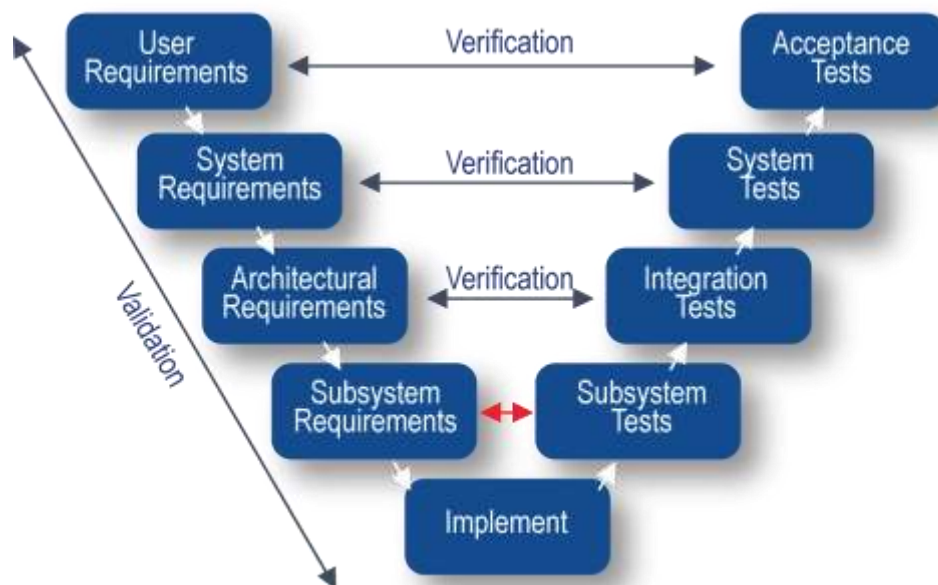 User
Requirements
Verification
Acceptance
Tests
System
Requirements
Verification
System
Tests
Architectural
Requirements
Verification
Integration
Tests
Validation
Subsystem
Requirements
Subsystem
Tests
Implement